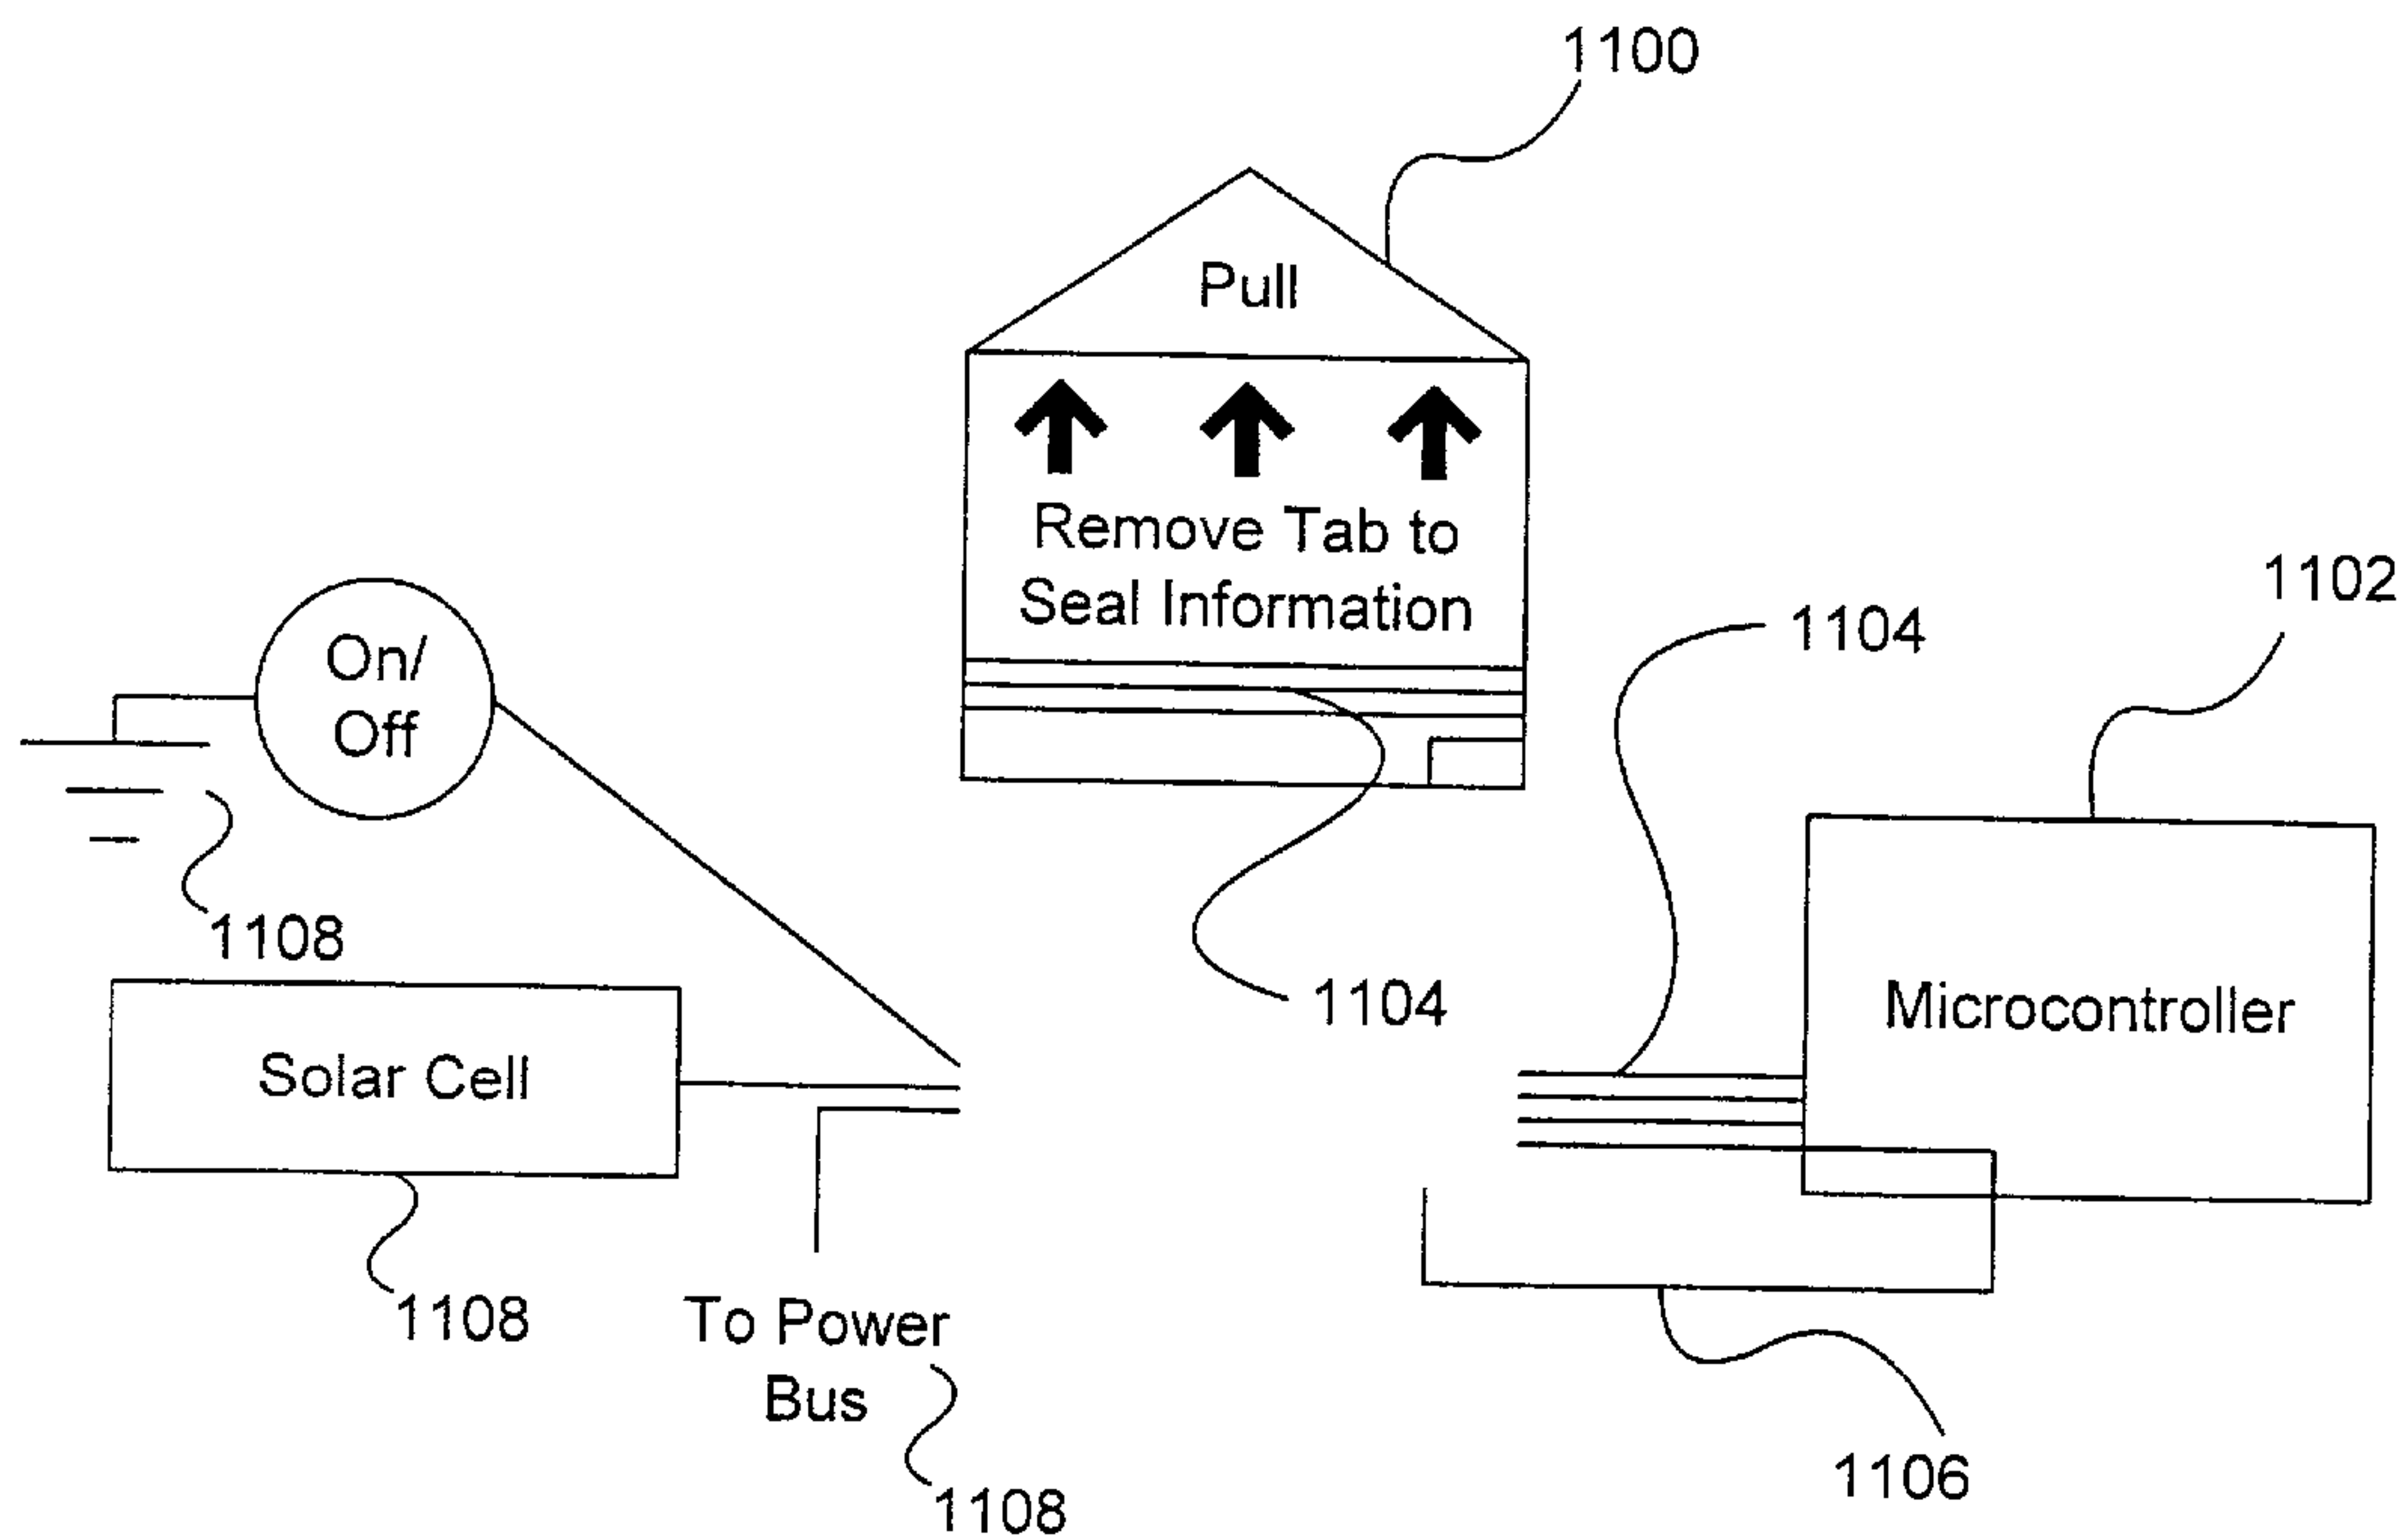 1100
Pull
Remove Tab to
Seal Information
On/
Off
1108
1104
1102
1104
Microcontroller
Solar Cell
1108
To Power
Bus
1108
1106